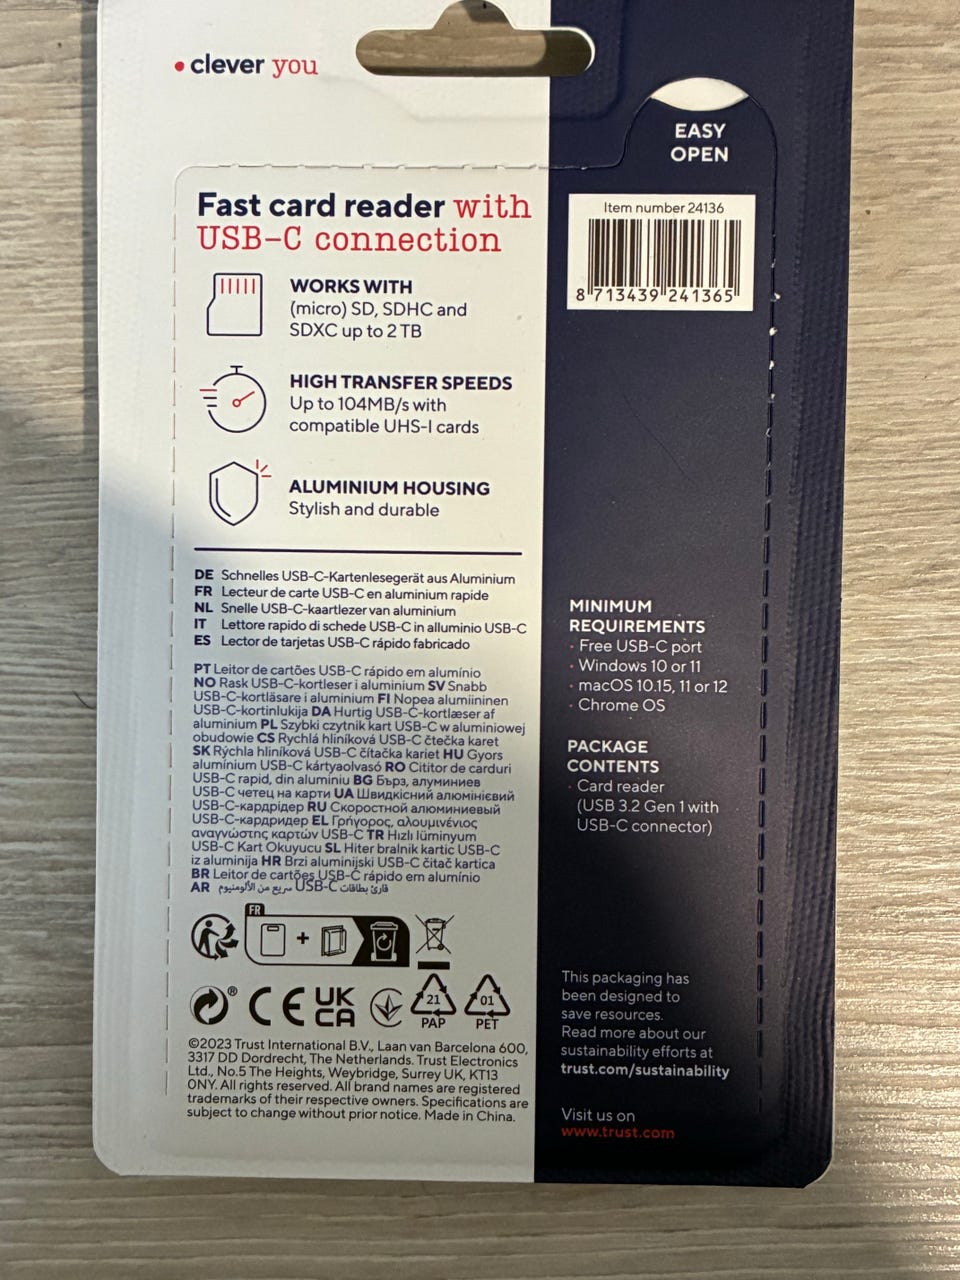 clever you
EASY
OPEN
Item number 24136
8 713439 241365
Fast card reader with
USB-C connection
WORKS WITH
(micro) SD, SDHC and
SDXC up to 2 TB
HIGH TRANSFER SPEEDS
Up to 104MB/s with
compatible UHS-I cards
ALUMINIUM HOUSING
Stylish and durable
DE Schnelles USB-C-Kartenlesegerät aus Aluminium
FR Lecteur de carte USB-C en aluminium rapide
NL Snelle USB-C-kaartlezer van aluminium
IT Lettore rapido di schede USB-C in alluminio USB-C
ES Lector de tarjetas USB-C rápido fabricado
PT Leitor de cartões USB-C rápido em alumínio
NO Rask USB-C-kortleser i aluminium SV Snabb
USB-C-kortläsare i aluminium FI Nopea alumiininen
USB-C-kortinlukija DA Hurtig USB-C-kortlæser af
aluminium PL Szybki czytnik kart USB-C w aluminiowej
obudowie CS Rychlá hliníková USB-C čtečka karet
SK Rýchla hliníková USB-C čítačka kariet HU Gyors
alumínium USB-C kártyaolvasó RO Cititor de carduri
USB-C rapid, din aluminiu BG Бърз, алуминиев
USB-C четец на карти UA Швидкісний алюмінієвий
USB-C-кардрідер RU Скоростной алюминиевый
USB-C-кардридер EL Γρήγορος, αλουμινένιος
αναγνώστης καρτών USB-C TR Hızlı lüminyum
USB-C Kart Okuyucu SL Hiter bralnik kartic USB-C
iz aluminija HR Brzi aluminijski USB-C čitač kartica
BR Leitor de cartões USB-C rápido em alumínio
AR قارئ بطاقات USB-C سريع من الألومنيوم
FR
+
®
CE
UK
CA
21
PAP
01
PET
©2023 Trust International B.V., Laan van Barcelona 600,
3317 DD Dordrecht, The Netherlands. Trust Electronics
Ltd., No.5 The Heights, Weybridge, Surrey UK, KT13
0NY. All rights reserved. All brand names are registered
trademarks of their respective owners. Specifications are
subject to change without prior notice. Made in China.
MINIMUM
REQUIREMENTS
· Free USB-C port
· Windows 10 or 11
· macOS 10.15, 11 or 12
· Chrome OS
PACKAGE
CONTENTS
· Card reader
(USB 3.2 Gen 1 with
USB-C connector)
This packaging has
been designed to
save resources.
Read more about our
sustainability efforts at
trust.com/sustainability
Visit us on
www.trust.com